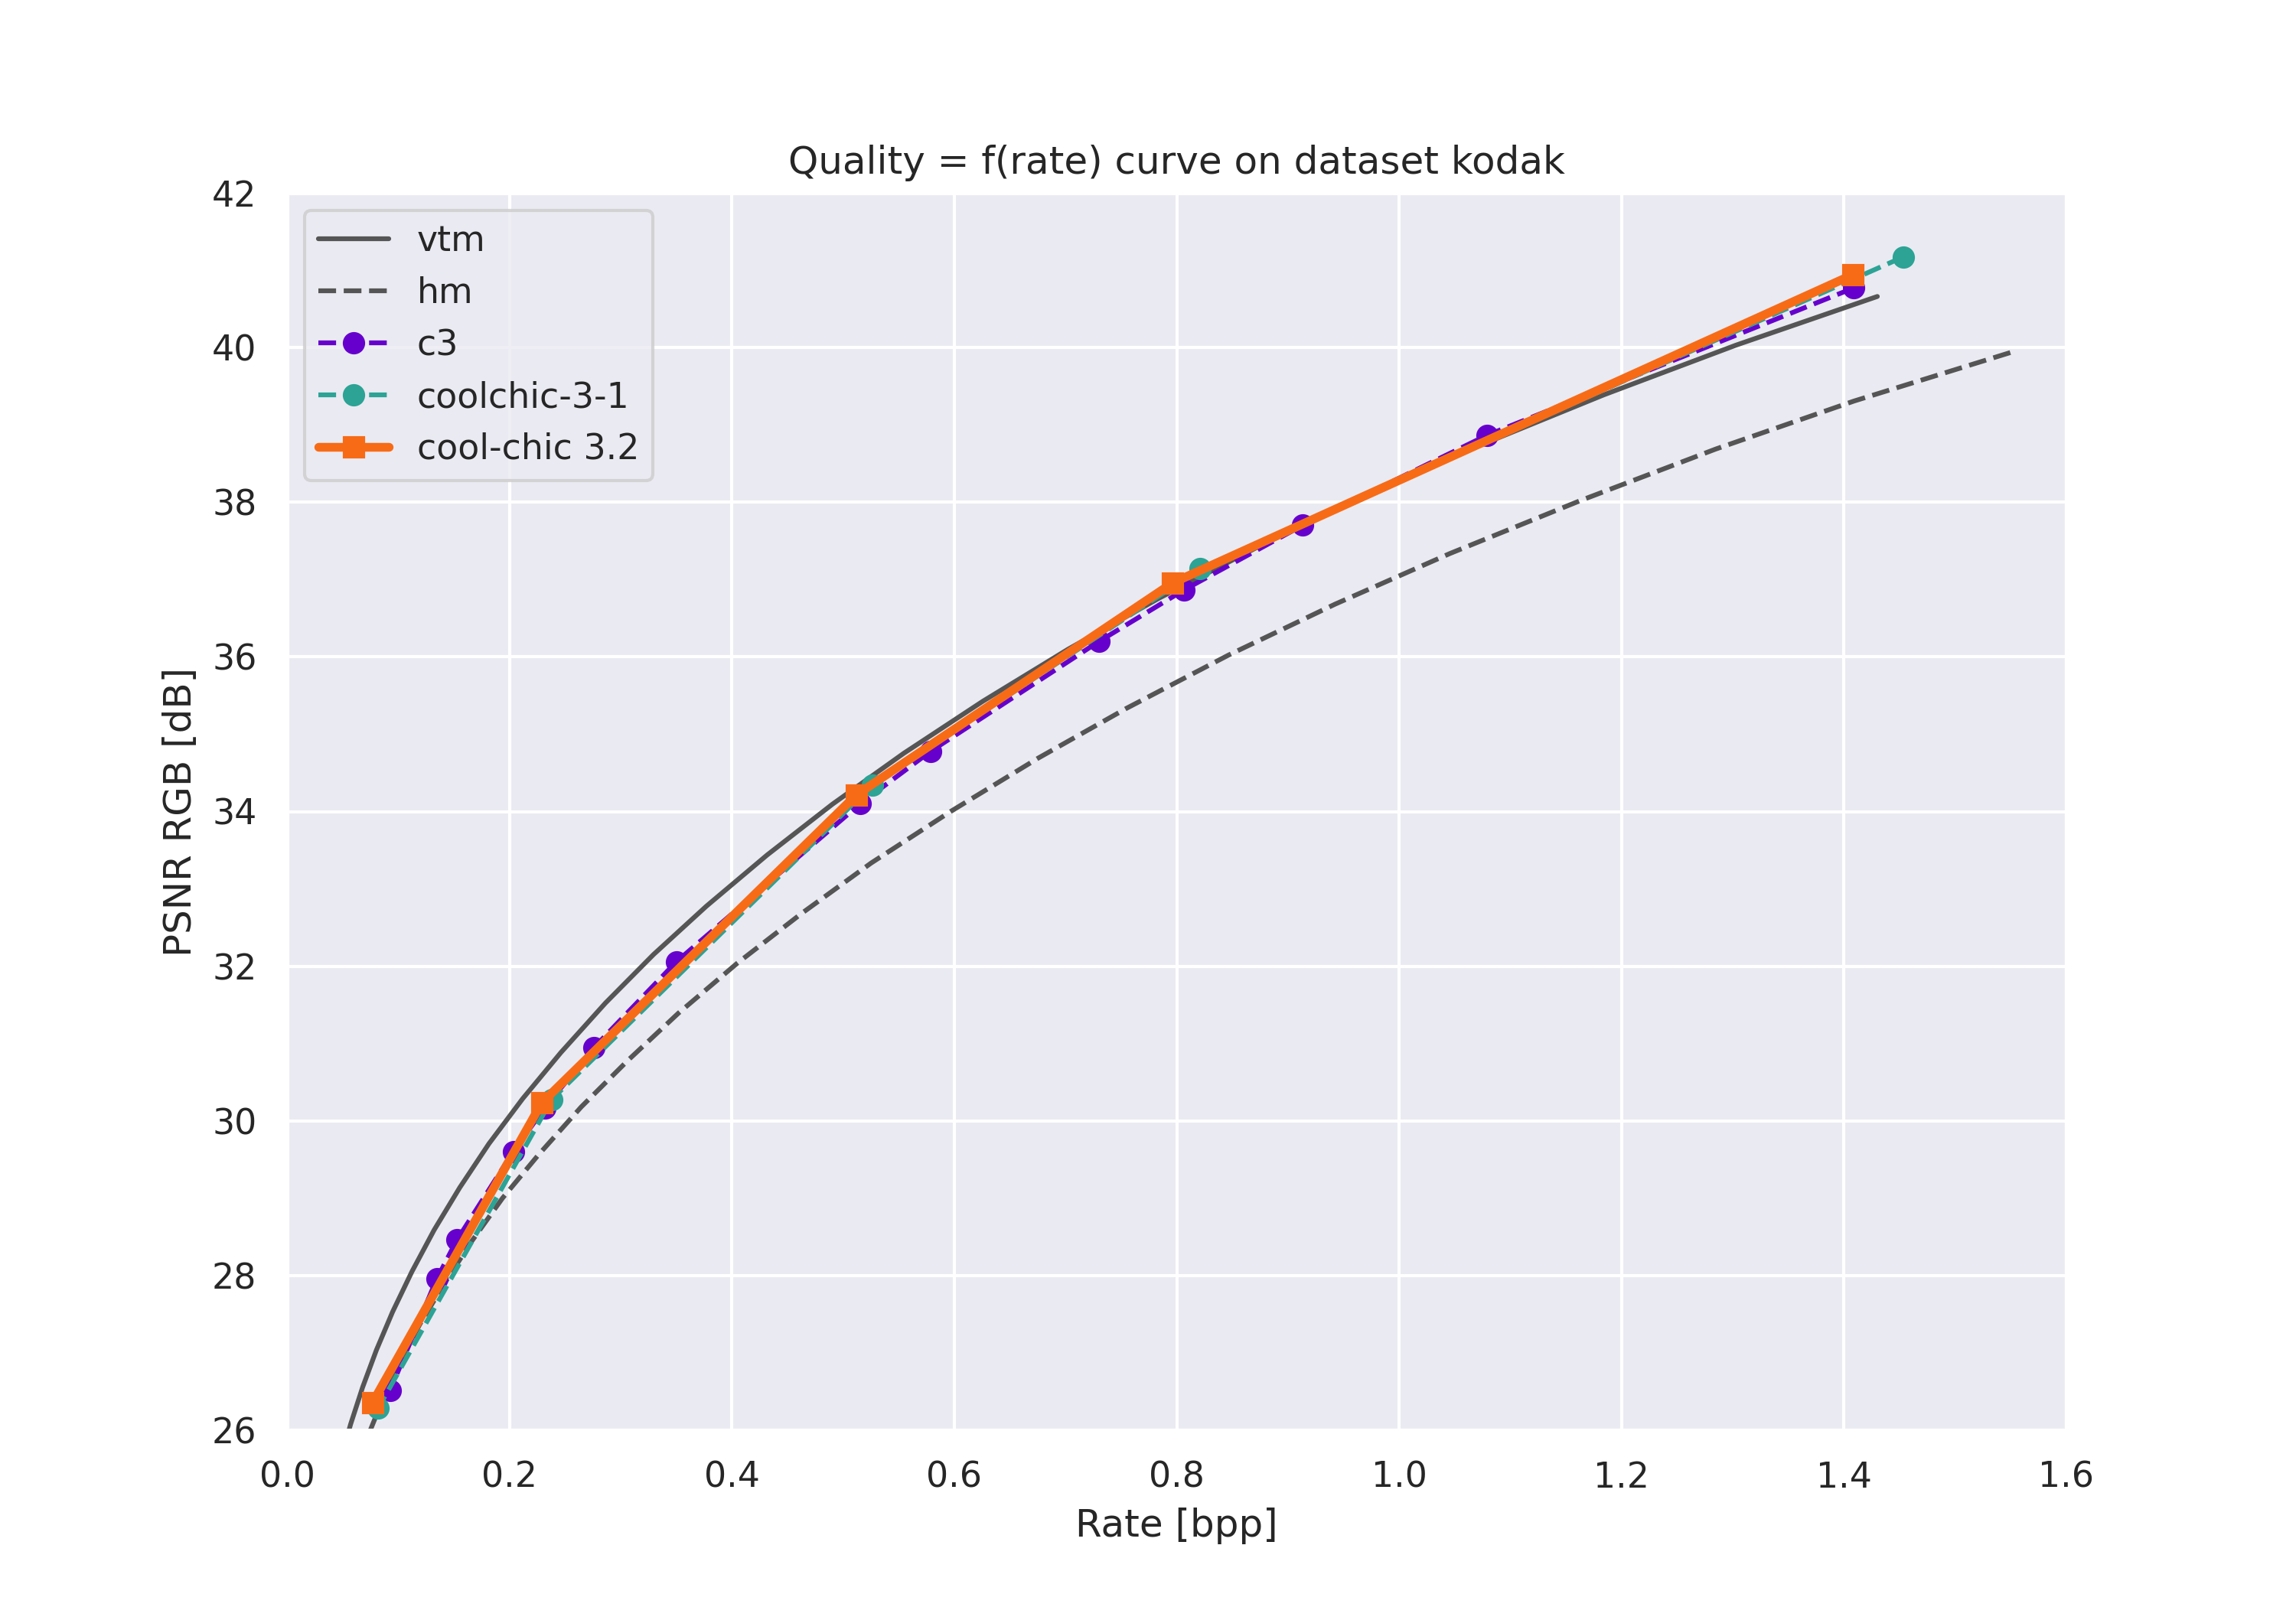 Quality = f(rate) curve on dataset kodak
42
40
38
36
34
32
30
28
26
PSNR RGB [dB]
vtm
hm
c3
coolchic-3-1
cool-chic 3.2
0.0 0.2 0.4 0.6 0.8 1.0 1.2 1.4 1.6
Rate [bpp]